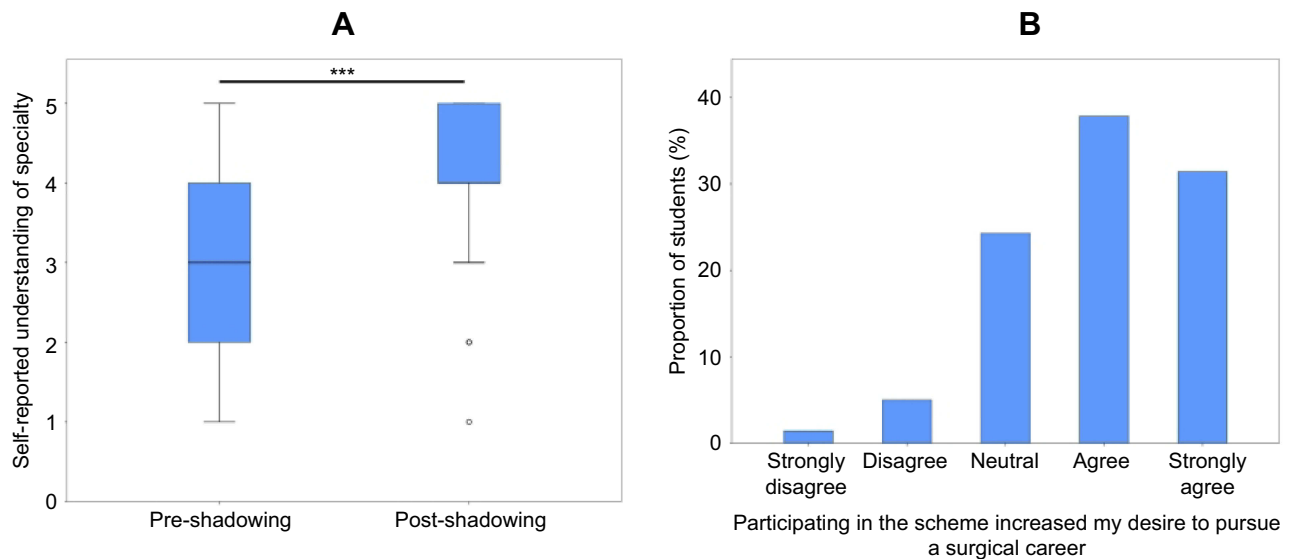 A
***
Self-reported understanding of specialty
5
4
3
2
1
0
Pre-shadowing
Post-shadowing
B
Proportion of students (%)
40
30
20
10
0
Strongly
disagree
Disagree
Neutral
Agree
Strongly
agree
Participating in the scheme increased my desire to pursue
a surgical career